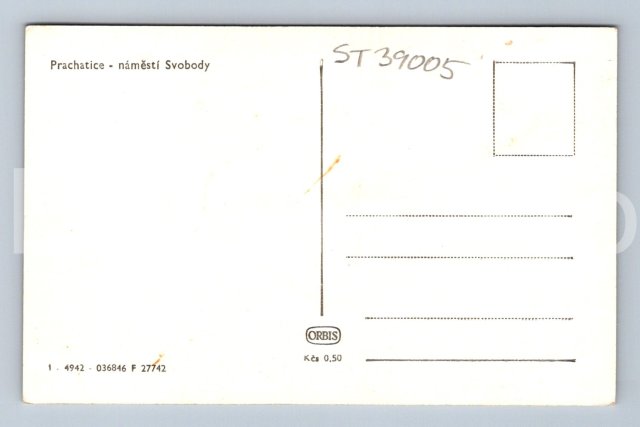 Prachatice - náměstí Svobody
ST 39005
ORBIS
Kčs 0,50
1 - 4942 - 036846 F 27742